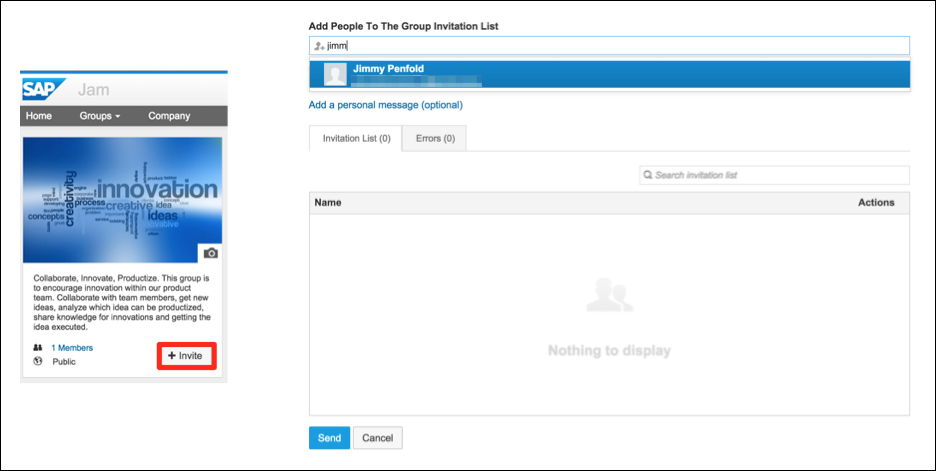 SAP Jam
Home Groups Company
creativity
innovation
process
creative idea
concepts
ideas
Collaborate, Innovate, Productize. This group is
to encourage innovation within our product
team. Collaborate with team members, get new
ideas, analyze which idea can be productized,
share knowledge for innovations and getting the
idea executed.
1 Members
Public
+ Invite
Add People To The Group Invitation List
jimm
Jimmy Penfold
Add a personal message (optional)
Invitation List (0) Errors (0)
Search invitation list
Name Actions
Nothing to display
Send Cancel